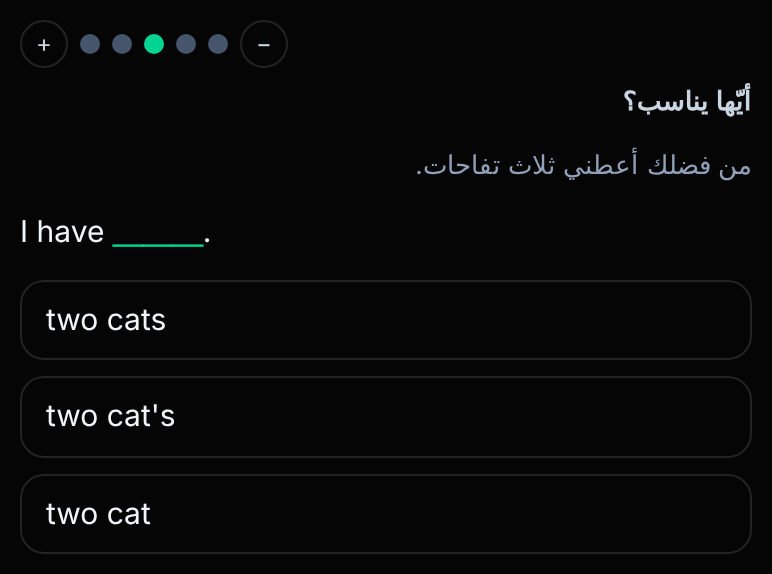 + −
أيّها يناسب؟
من فضلك أعطني ثلاث تفاحات.
I have ______.
two cats
two cat's
two cat